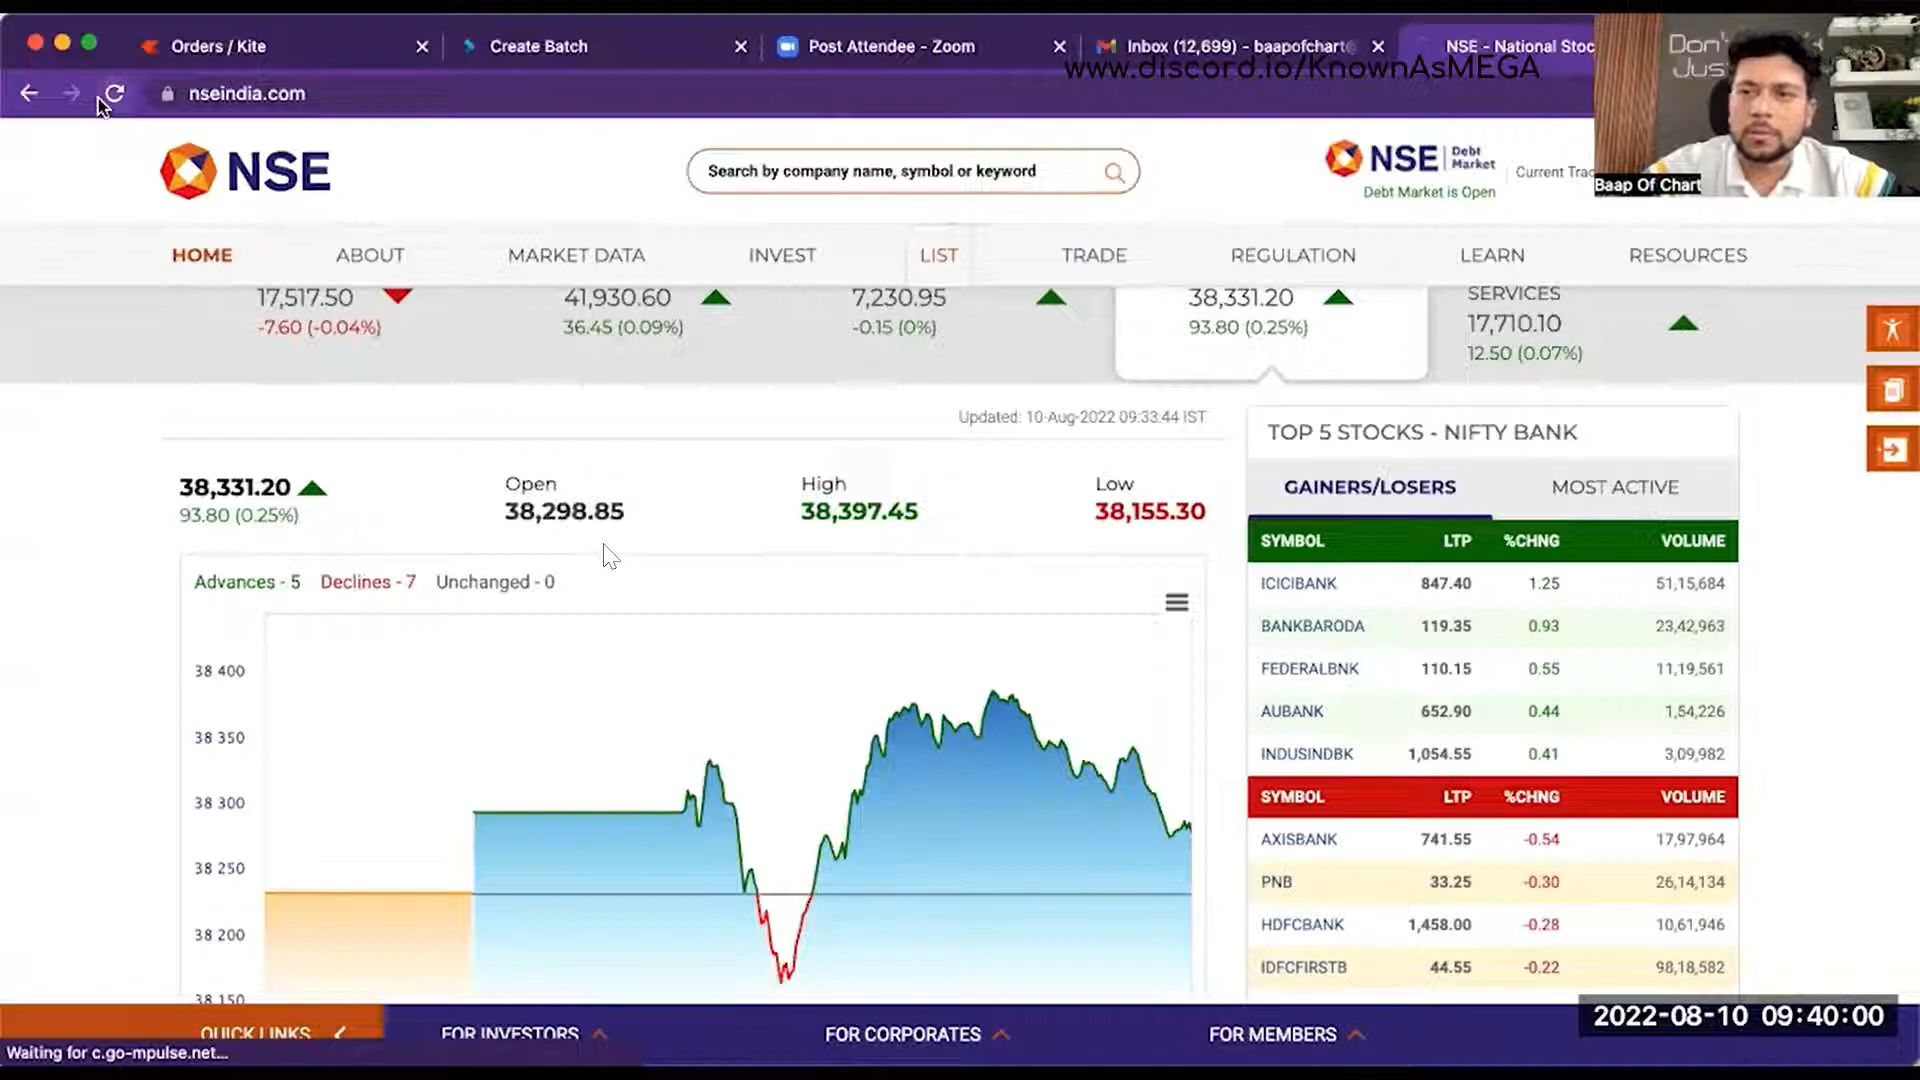 Orders / Kite
Create Batch
Post Attendee - Zoom
Inbox (12,699) - baapofchart@
NSE - National Stoc
www.discord.io/KnownAsMEGA
nseindia.com
NSE
Search by company name, symbol or keyword
NSE Debt Market
Debt Market is Open
Current Trad
Baap Of Chart
HOME ABOUT MARKET DATA INVEST LIST TRADE REGULATION LEARN RESOURCES
17,517.50
-7.60 (-0.04%)
41,930.60
36.45 (0.09%)
7,230.95
-0.15 (0%)
38,331.20
93.80 (0.25%)
SERVICES
17,710.10
12.50 (0.07%)
Updated: 10-Aug-2022 09:33:44 IST
38,331.20
93.80 (0.25%)
Open
38,298.85
High
38,397.45
Low
38,155.30
Advances - 5 Declines - 7 Unchanged - 0
38 400
38 350
38 300
38 250
38 200
38 150
TOP 5 STOCKS - NIFTY BANK
GAINERS/LOSERS MOST ACTIVE
SYMBOL LTP %CHNG VOLUME
ICICIBANK 847.40 1.25 51,15,684
BANKBARODA 119.35 0.93 23,42,963
FEDERALBNK 110.15 0.55 11,19,561
AUBANK 652.90 0.44 1,54,226
INDUSINDBK 1,054.55 0.41 3,09,982
SYMBOL LTP %CHNG VOLUME
AXISBANK 741.55 -0.54 17,97,964
PNB 33.25 -0.30 26,14,134
HDFCBANK 1,458.00 -0.28 10,61,946
IDFCFIRSTB 44.55 -0.22 98,18,582
2022-08-10 09:40:00
QUICK LINKS FOR INVESTORS FOR CORPORATES FOR MEMBERS
Waiting for c.go-mpulse.net...